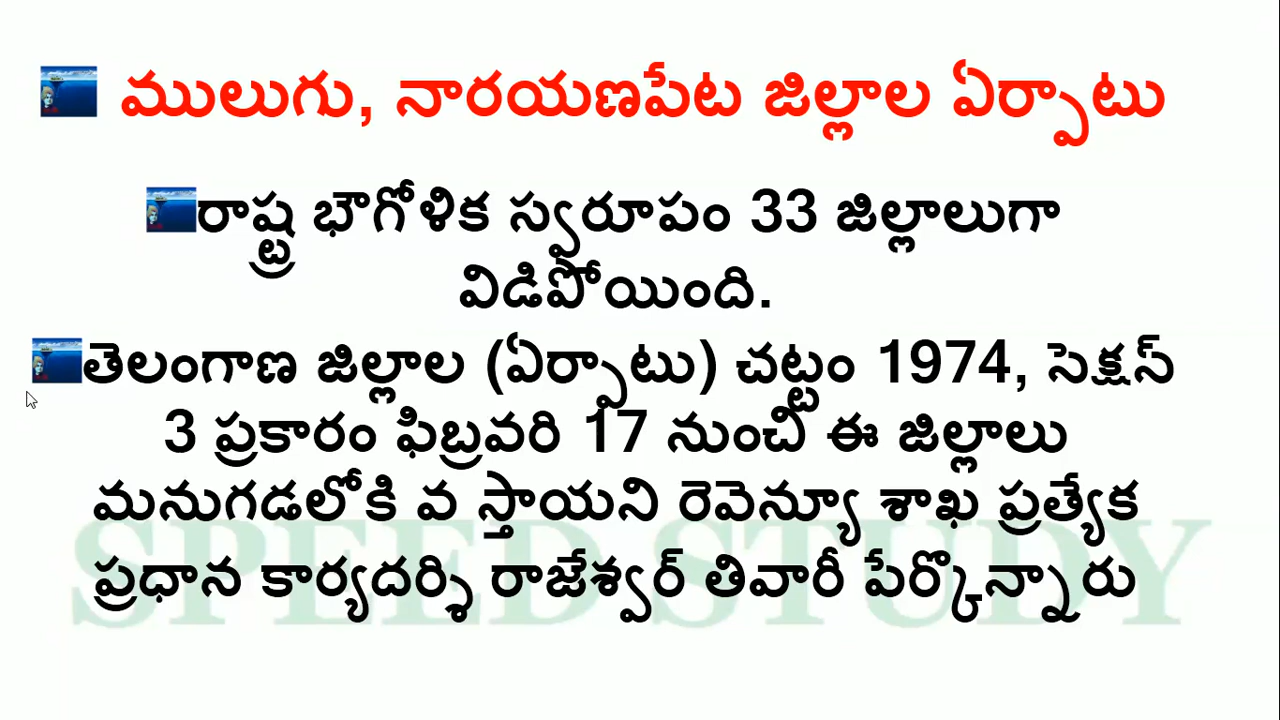 ములుగు, నారయణపేట జిల్లాల ఏర్పాటు
రాష్ట్ర భౌగోళిక స్వరూపం 33 జిల్లాలుగా
విడిపోయింది.
తెలంగాణ జిల్లాల (ఏర్పాటు) చట్టం 1974, సెక్షన్
3 ప్రకారం ఫిబ్రవరి 17 నుంచి ఈ జిల్లాలు
మనుగడలోకి వ స్తాయని రెవెన్యూ శాఖ ప్రత్యేక
ప్రధాన కార్యదర్శి రాజేశ్వర్ తివారీ పేర్కొన్నారు
SPEED STUDY